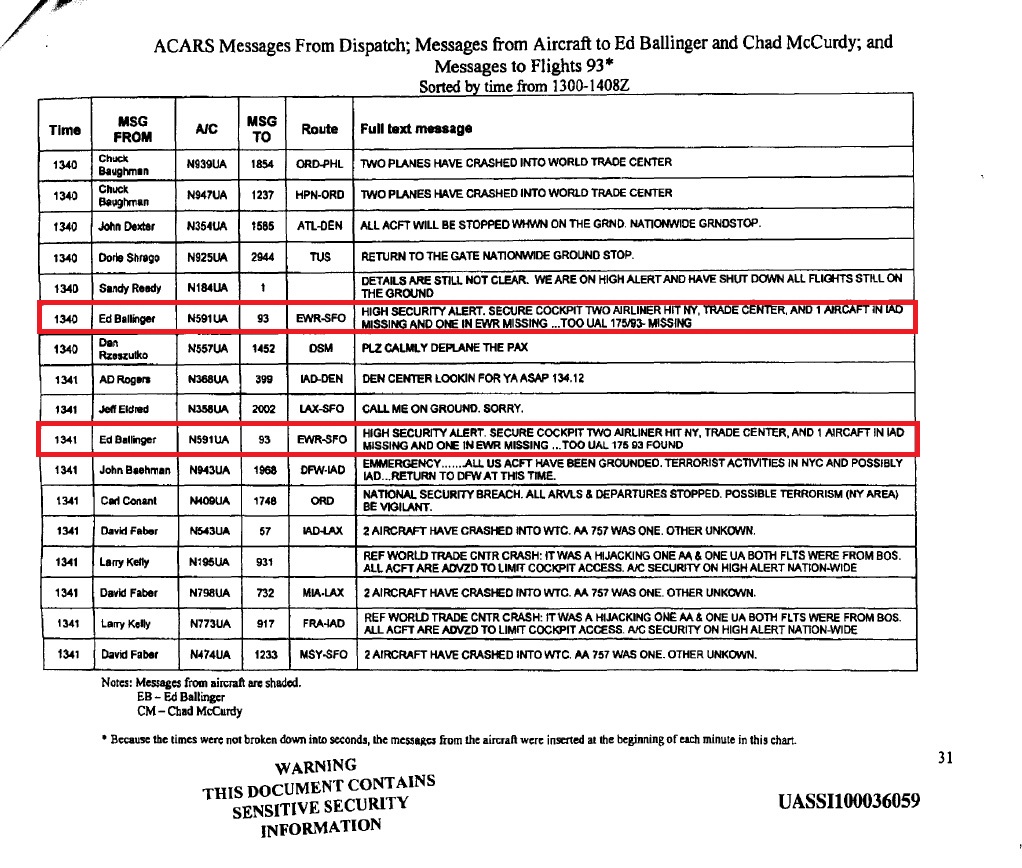 ACARS Messages From Dispatch; Messages from Aircraft to Ed Ballinger and Chad McCurdy; and
Messages to Flights 93*
Sorted by time from 1300-1408Z
Time MSG FROM A/C MSG TO Route Full text message
1340 Chuck Baughman N939UA 1854 ORD-PHL TWO PLANES HAVE CRASHED INTO WORLD TRADE CENTER
1340 Chuck Baughman N947UA 1237 HPN-ORD TWO PLANES HAVE CRASHED INTO WORLD TRADE CENTER
1340 John Dexter N354UA 1585 ATL-DEN ALL ACFT WILL BE STOPPED WHWN ON THE GRND. NATIONWIDE GRNDSTOP.
1340 Dorie Shrago N925UA 2944 TUS RETURN TO THE GATE NATIONWIDE GROUND STOP.
1340 Sandy Reedy N184UA 1 DETAILS ARE STILL NOT CLEAR. WE ARE ON HIGH ALERT AND HAVE SHUT DOWN ALL FLIGHTS STILL ON
THE GROUND
1340 Ed Ballinger N591UA 93 EWR-SFO HIGH SECURITY ALERT. SECURE COCKPIT TWO AIRLINER HIT NY, TRADE CENTER, AND 1 AIRCAFT IN IAD
MISSING AND ONE IN EWR MISSING ...TOO UAL 175/93- MISSING
1340 Dan Rzeszutko N557UA 1452 DSM PLZ CALMLY DEPLANE THE PAX
1341 AD Rogers N368UA 399 IAD-DEN DEN CENTER LOOKIN FOR YA ASAP 134.12
1341 Jeff Eldred N358UA 2002 LAX-SFO CALL ME ON GROUND. SORRY.
1341 Ed Ballinger N591UA 93 EWR-SFO HIGH SECURITY ALERT. SECURE COCKPIT TWO AIRLINER HIT NY, TRADE CENTER, AND 1 AIRCAFT IN IAD
MISSING AND ONE IN EWR MISSING ...TOO UAL 175 93 FOUND
1341 John Baehman N943UA 1968 DFW-IAD EMMERGENCY.......ALL US ACFT HAVE BEEN GROUNDED. TERRORIST ACTIVITIES IN NYC AND POSSIBLY
IAD...RETURN TO DFW AT THIS TIME.
1341 Carl Conant N409UA 1748 ORD NATIONAL SECURITY BREACH. ALL ARVLS & DEPARTURES STOPPED. POSSIBLE TERRORISM (NY AREA)
BE VIGILANT.
1341 David Faber N543UA 57 IAD-LAX 2 AIRCRAFT HAVE CRASHED INTO WTC. AA 757 WAS ONE. OTHER UNKOWN.
1341 Larry Kelly N195UA 931 REF WORLD TRADE CNTR CRASH: IT WAS A HIJACKING ONE AA & ONE UA BOTH FLTS WERE FROM BOS.
ALL ACFT ARE ADVZD TO LIMIT COCKPIT ACCESS. A/C SECURITY ON HIGH ALERT NATION-WIDE
1341 David Faber N798UA 732 MIA-LAX 2 AIRCRAFT HAVE CRASHED INTO WTC. AA 757 WAS ONE. OTHER UNKOWN.
1341 Larry Kelly N773UA 917 FRA-IAD REF WORLD TRADE CNTR CRASH: IT WAS A HIJACKING ONE AA & ONE UA BOTH FLTS WERE FROM BOS.
ALL ACFT ARE ADVZD TO LIMIT COCKPIT ACCESS. A/C SECURITY ON HIGH ALERT NATION-WIDE
1341 David Faber N474UA 1233 MSY-SFO 2 AIRCRAFT HAVE CRASHED INTO WTC. AA 757 WAS ONE. OTHER UNKOWN.
Notes: Messages from aircraft are shaded.
EB – Ed Ballinger
CM – Chad McCurdy
* Because the times were not broken down into seconds, the messages from the aircraft were inserted at the beginning of each minute in this chart.
31
WARNING
THIS DOCUMENT CONTAINS
SENSITIVE SECURITY
INFORMATION
UASSI100036059